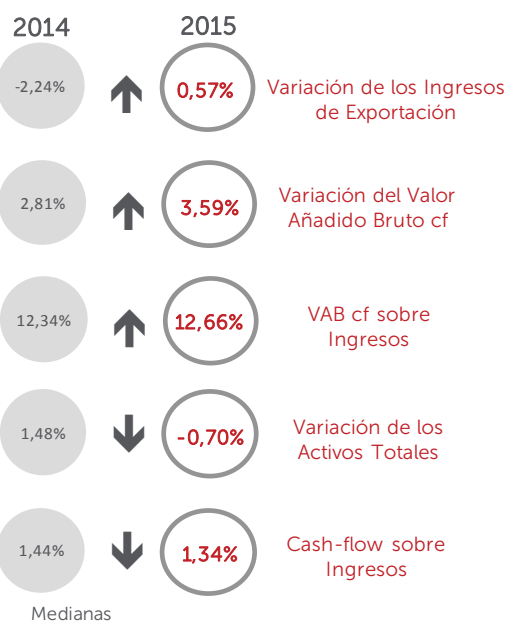 2014 2015
-2,24% 0,57% Variación de los Ingresos
de Exportación
2,81% 3,59% Variación del Valor
Añadido Bruto cf
12,34% 12,66% VAB cf sobre
Ingresos
1,48% -0,70% Variación de los
Activos Totales
1,44% 1,34% Cash-flow sobre
Ingresos
Medianas